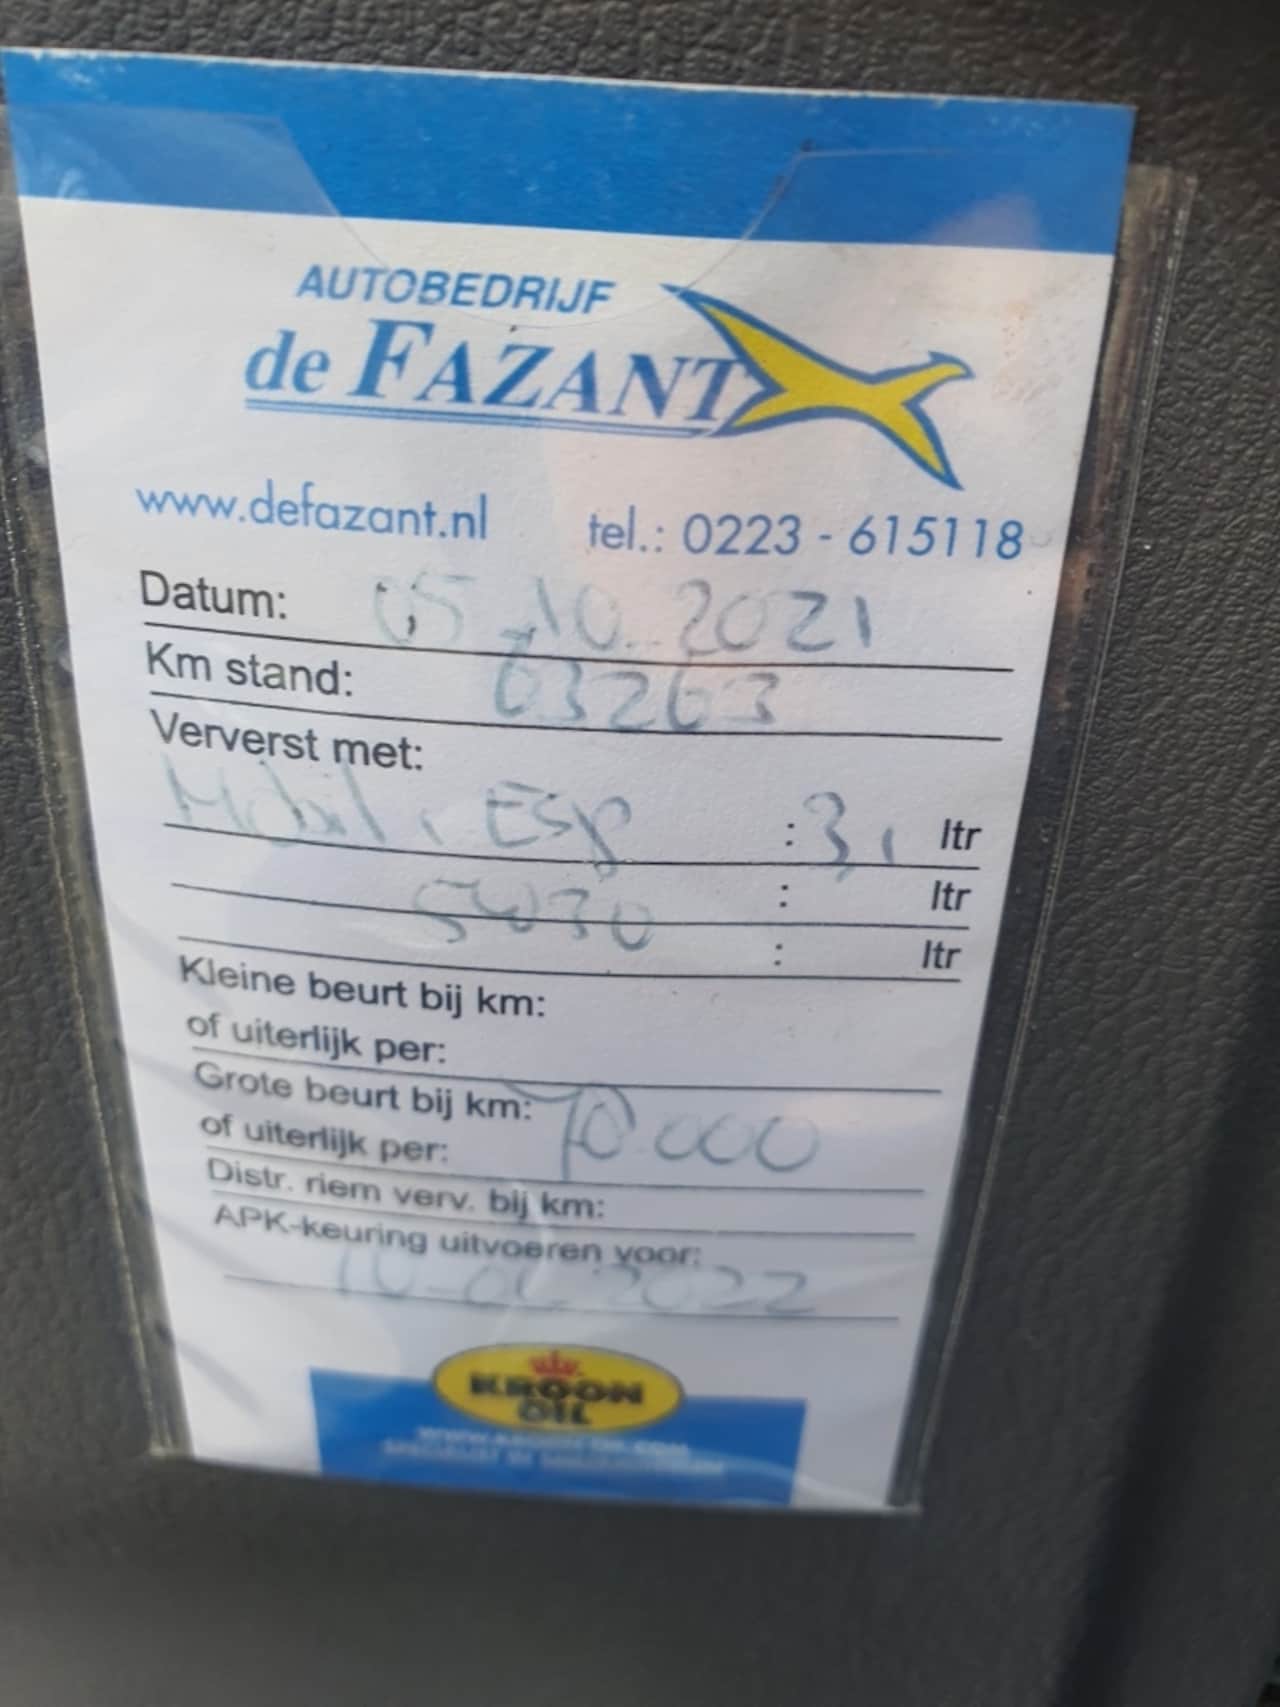 AUTOBEDRIJF
de FAZANT
www.defazant.nl tel.: 0223 - 615118
Datum: 05.10.2021
Km stand: 63263
Ververst met:
Mobil 1 ESP : 3, ltr
5W30 : ltr
: ltr
Kleine beurt bij km:
of uiterlijk per:
Grote beurt bij km: 70.000
of uiterlijk per:
Distr. riem verv. bij km:
APK-keuring uitvoeren voor:
2022
KROON
OIL